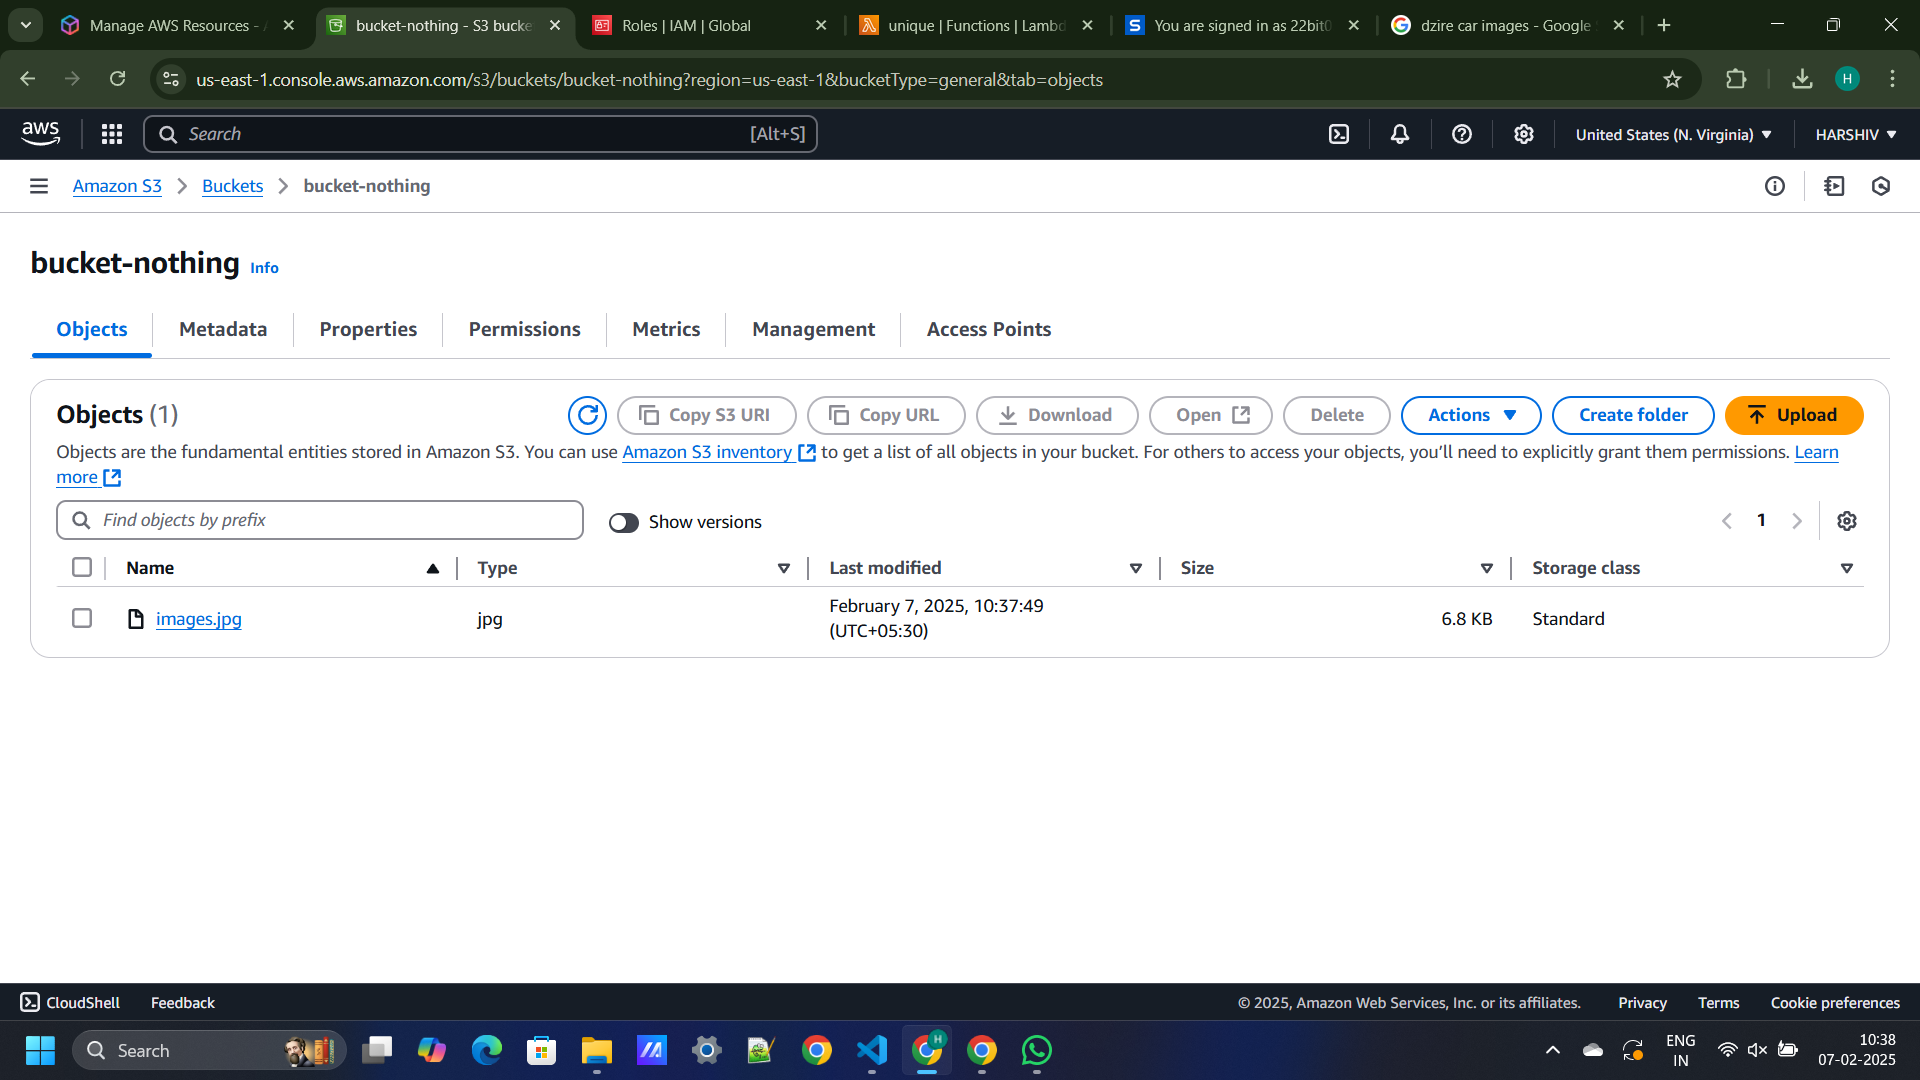 Manage AWS Resources - A
bucket-nothing - S3 bucke
Roles | IAM | Global
unique | Functions | Lambd
You are signed in as 22bit0
dzire car images - Google
us-east-1.console.aws.amazon.com/s3/buckets/bucket-nothing?region=us-east-1&bucketType=general&tab=objects
H
aws
Search
[Alt+S]
United States (N. Virginia)
HARSHIV
Amazon S3
Buckets
bucket-nothing
bucket-nothing Info
Objects
Metadata
Properties
Permissions
Metrics
Management
Access Points
Objects (1)
Copy S3 URI
Copy URL
Download
Open
Delete
Actions
Create folder
Upload
Objects are the fundamental entities stored in Amazon S3. You can use Amazon S3 inventory to get a list of all objects in your bucket. For others to access your objects, you’ll need to explicitly grant them permissions. Learn
more
Find objects by prefix
Show versions
1
Name
Type
Last modified
Size
Storage class
images.jpg
jpg
February 7, 2025, 10:37:49
(UTC+05:30)
6.8 KB
Standard
CloudShell
Feedback
© 2025, Amazon Web Services, Inc. or its affiliates.
Privacy
Terms
Cookie preferences
Search
H
ENG
IN
10:38
07-02-2025